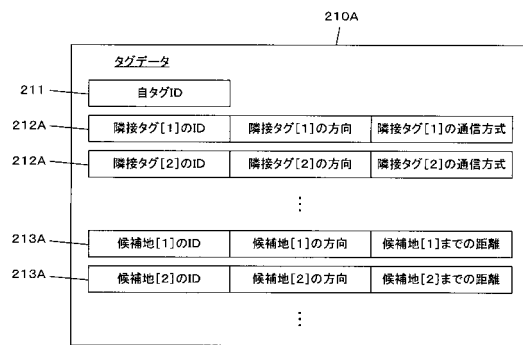 210A
タグデータ
211 自タグID
212A 隣接タグ[1]のID 隣接タグ[1]の方向 隣接タグ[1]の通信方式
212A 隣接タグ[2]のID 隣接タグ[2]の方向 隣接タグ[2]の通信方式
⋮
213A 候補地[1]のID 候補地[1]の方向 候補地[1]までの距離
213A 候補地[2]のID 候補地[2]の方向 候補地[2]までの距離
⋮